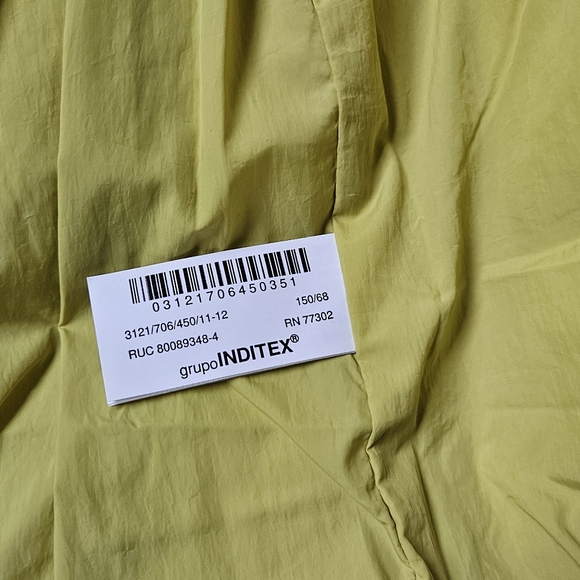 03121706450351
3121/706/450/11-12 150/68
RUC 80089348-4 RN 77302
grupoINDITEX®